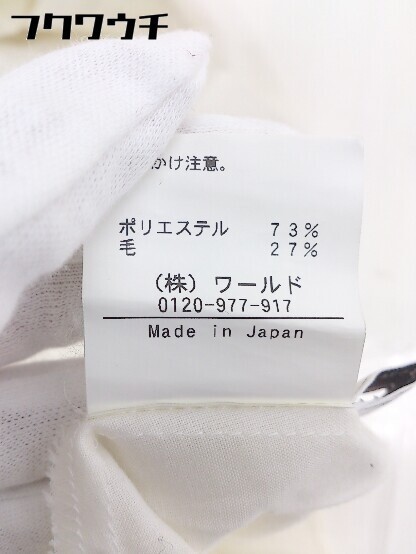 フクワウチ
かけ注意。
ポリエステル 73%
毛 27%
(株) ワールド
0120-977-917
Made in Japan